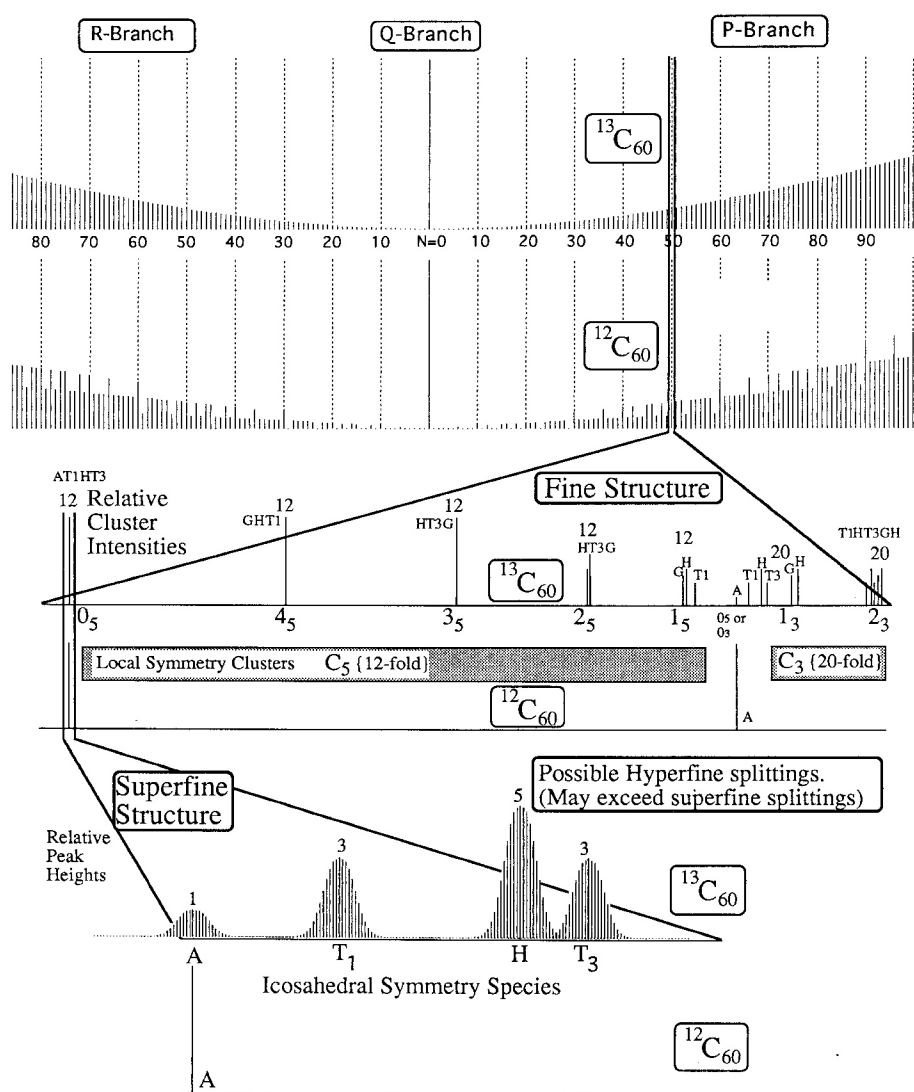 R-Branch Q-Branch P-Branch
13C60
80 70 60 50 40 30 20 10 N=0 10 20 30 40 50 60 70 80 90
12C60
AT1HT3
12 Relative
Cluster
Intensities
Fine Structure
GHT1 12
HT3G 12
12
HT3G
12
G H T1
A
T1 H T3
20
G H
T1HT3GH
20
13C60
05 45 35 25 15 05 or
03
13 23
Local Symmetry Clusters C5 {12-fold} C3 {20-fold}
12C60
A
Superfine
Structure
Possible Hyperfine splittings.
(May exceed superfine splittings)
Relative
Peak
Heights
1 3 5 3
13C60
A T1 H T3
Icosahedral Symmetry Species
12C60
A